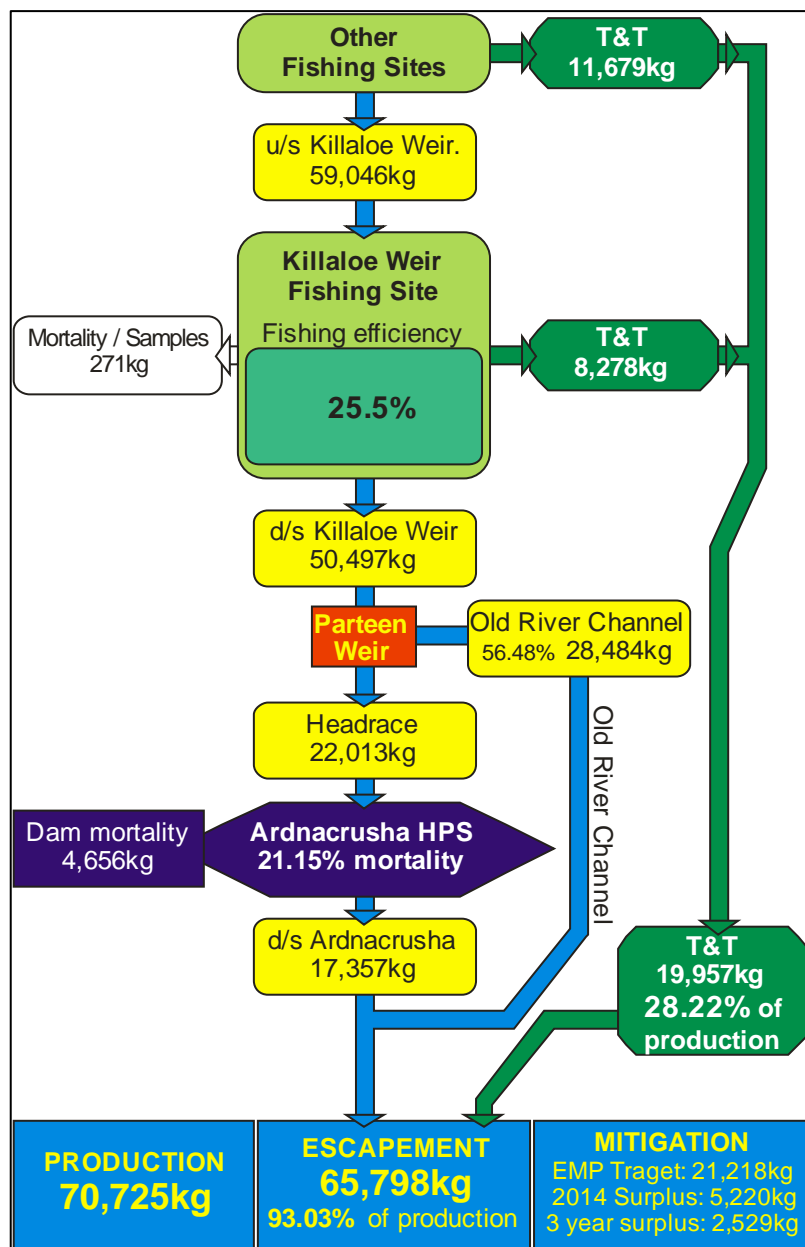 Other
Fishing Sites
T&T
11,679kg
u/s Killaloe Weir.
59,046kg
Killaloe Weir
Fishing Site
Fishing efficiency
25.5%
Mortality / Samples
271kg
T&T
8,278kg
d/s Killaloe Weir
50,497kg
Parteen
Weir
Old River Channel
56.48% 28,484kg
Headrace
22,013kg
Old River Channel
Dam mortality
4,656kg
Ardnacrusha HPS
21.15% mortality
d/s Ardnacrusha
17,357kg
T&T
19,957kg
28.22% of
production
PRODUCTION
70,725kg
ESCAPEMENT
65,798kg
93.03% of production
MITIGATION
EMP Traget: 21,218kg
2014 Surplus: 5,220kg
3 year surplus: 2,529kg